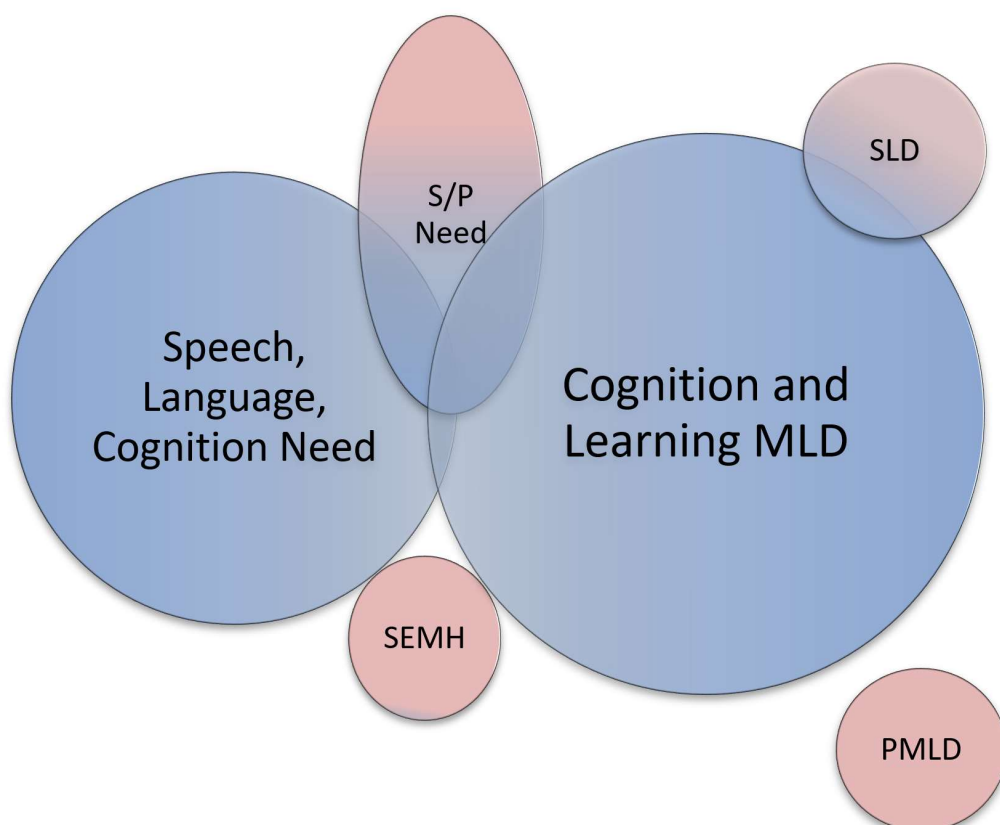 SLD
S/P
Need
Speech,
Language,
Cognition Need
Cognition and
Learning MLD
SEMH
PMLD